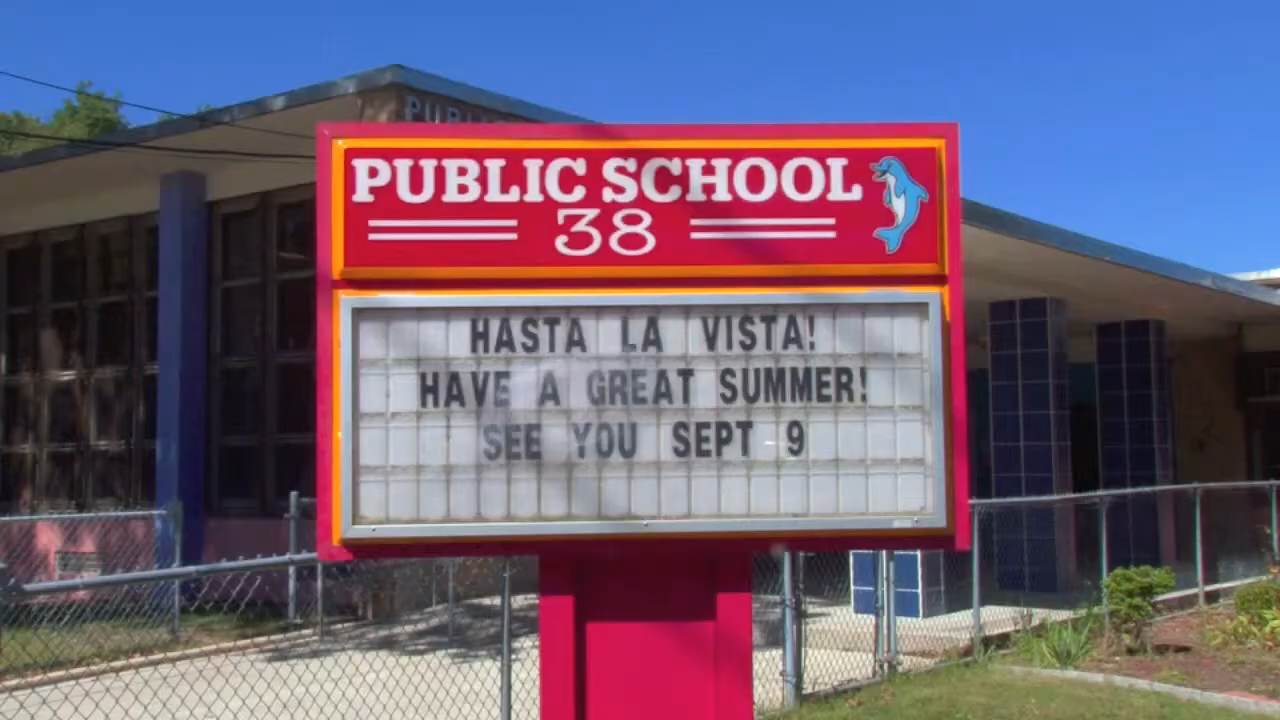 PUBLIC SCHOOL
38
HASTA LA VISTA!
HAVE A GREAT SUMMER!
SEE YOU SEPT 9